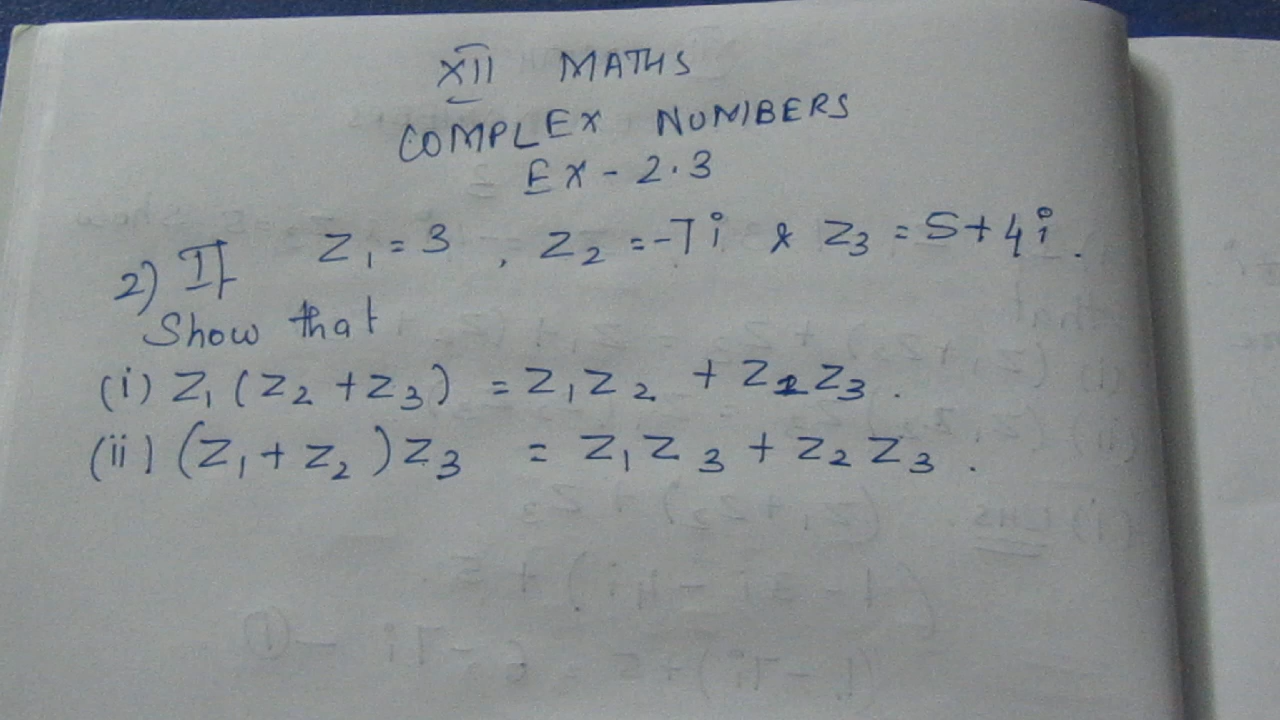 XII MATHS
COMPLEX NUMBERS
EX - 2.3
2) If Z₁ = 3 , Z₂ = -7i & Z₃ = 5+4i .
Show that
(i) Z₁ (Z₂ + Z₃) = Z₁Z₂ + Z₁Z₃ .
(ii) (Z₁ + Z₂) Z₃ = Z₁Z₃ + Z₂Z₃ .